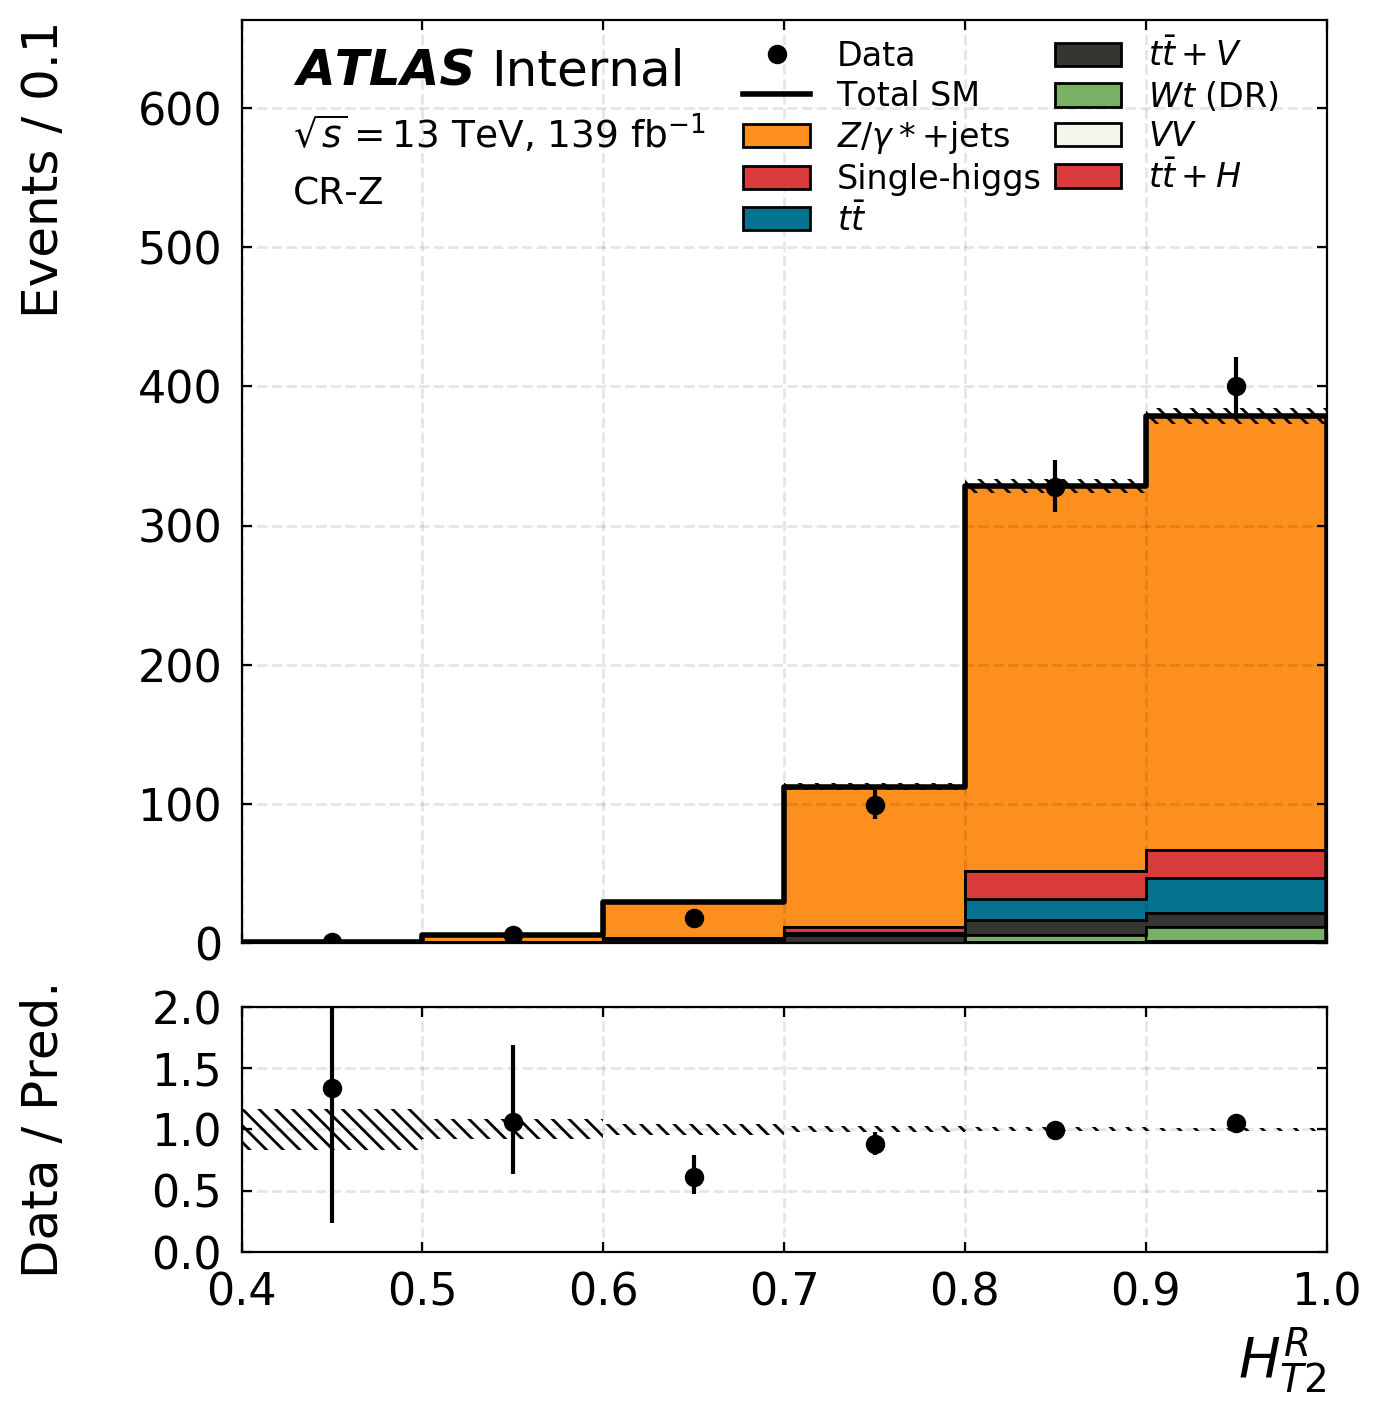 Events / 0.1
ATLAS Internal
√s = 13 TeV, 139 fb⁻¹
CR-Z
Data
Total SM
Z/γ * +jets
Single-higgs
tt̄
tt̄ + V
Wt (DR)
VV
tt̄ + H
600
500
400
300
200
100
0
Data / Pred.
2.0
1.5
1.0
0.5
0.0
0.4 0.5 0.6 0.7 0.8 0.9 1.0
H^R_{T2}